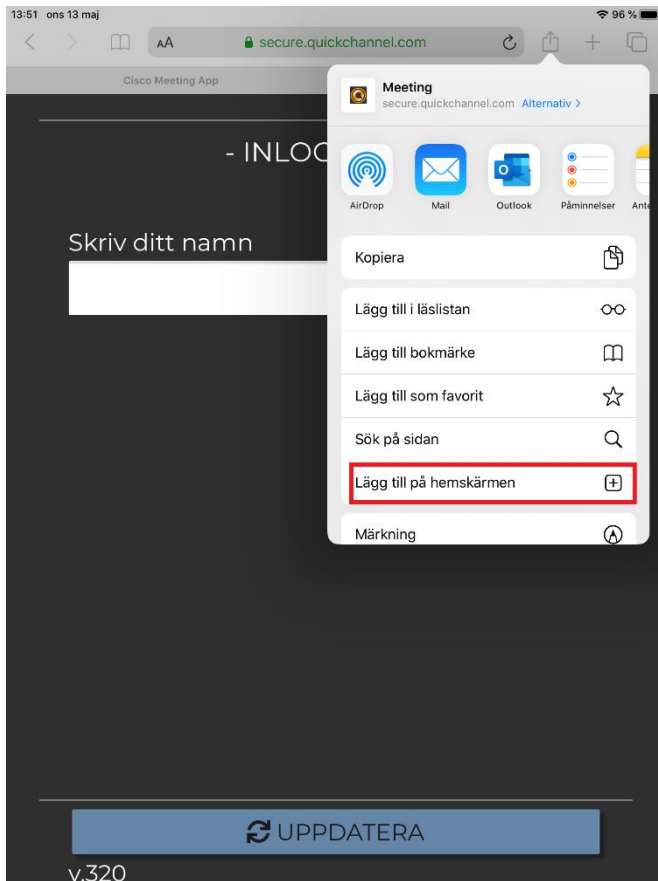 13:51 ons 13 maj 96 %
AA secure.quickchannel.com
Cisco Meeting App
Meeting
secure.quickchannel.com Alternativ >
- INLOG
AirDrop Mail Outlook Påminnelser Ante
Skriv ditt namn
Kopiera
Lägg till i läslistan
Lägg till bokmärke
Lägg till som favorit
Sök på sidan
Lägg till på hemskärmen
Märkning
UPPDATERA
v.320